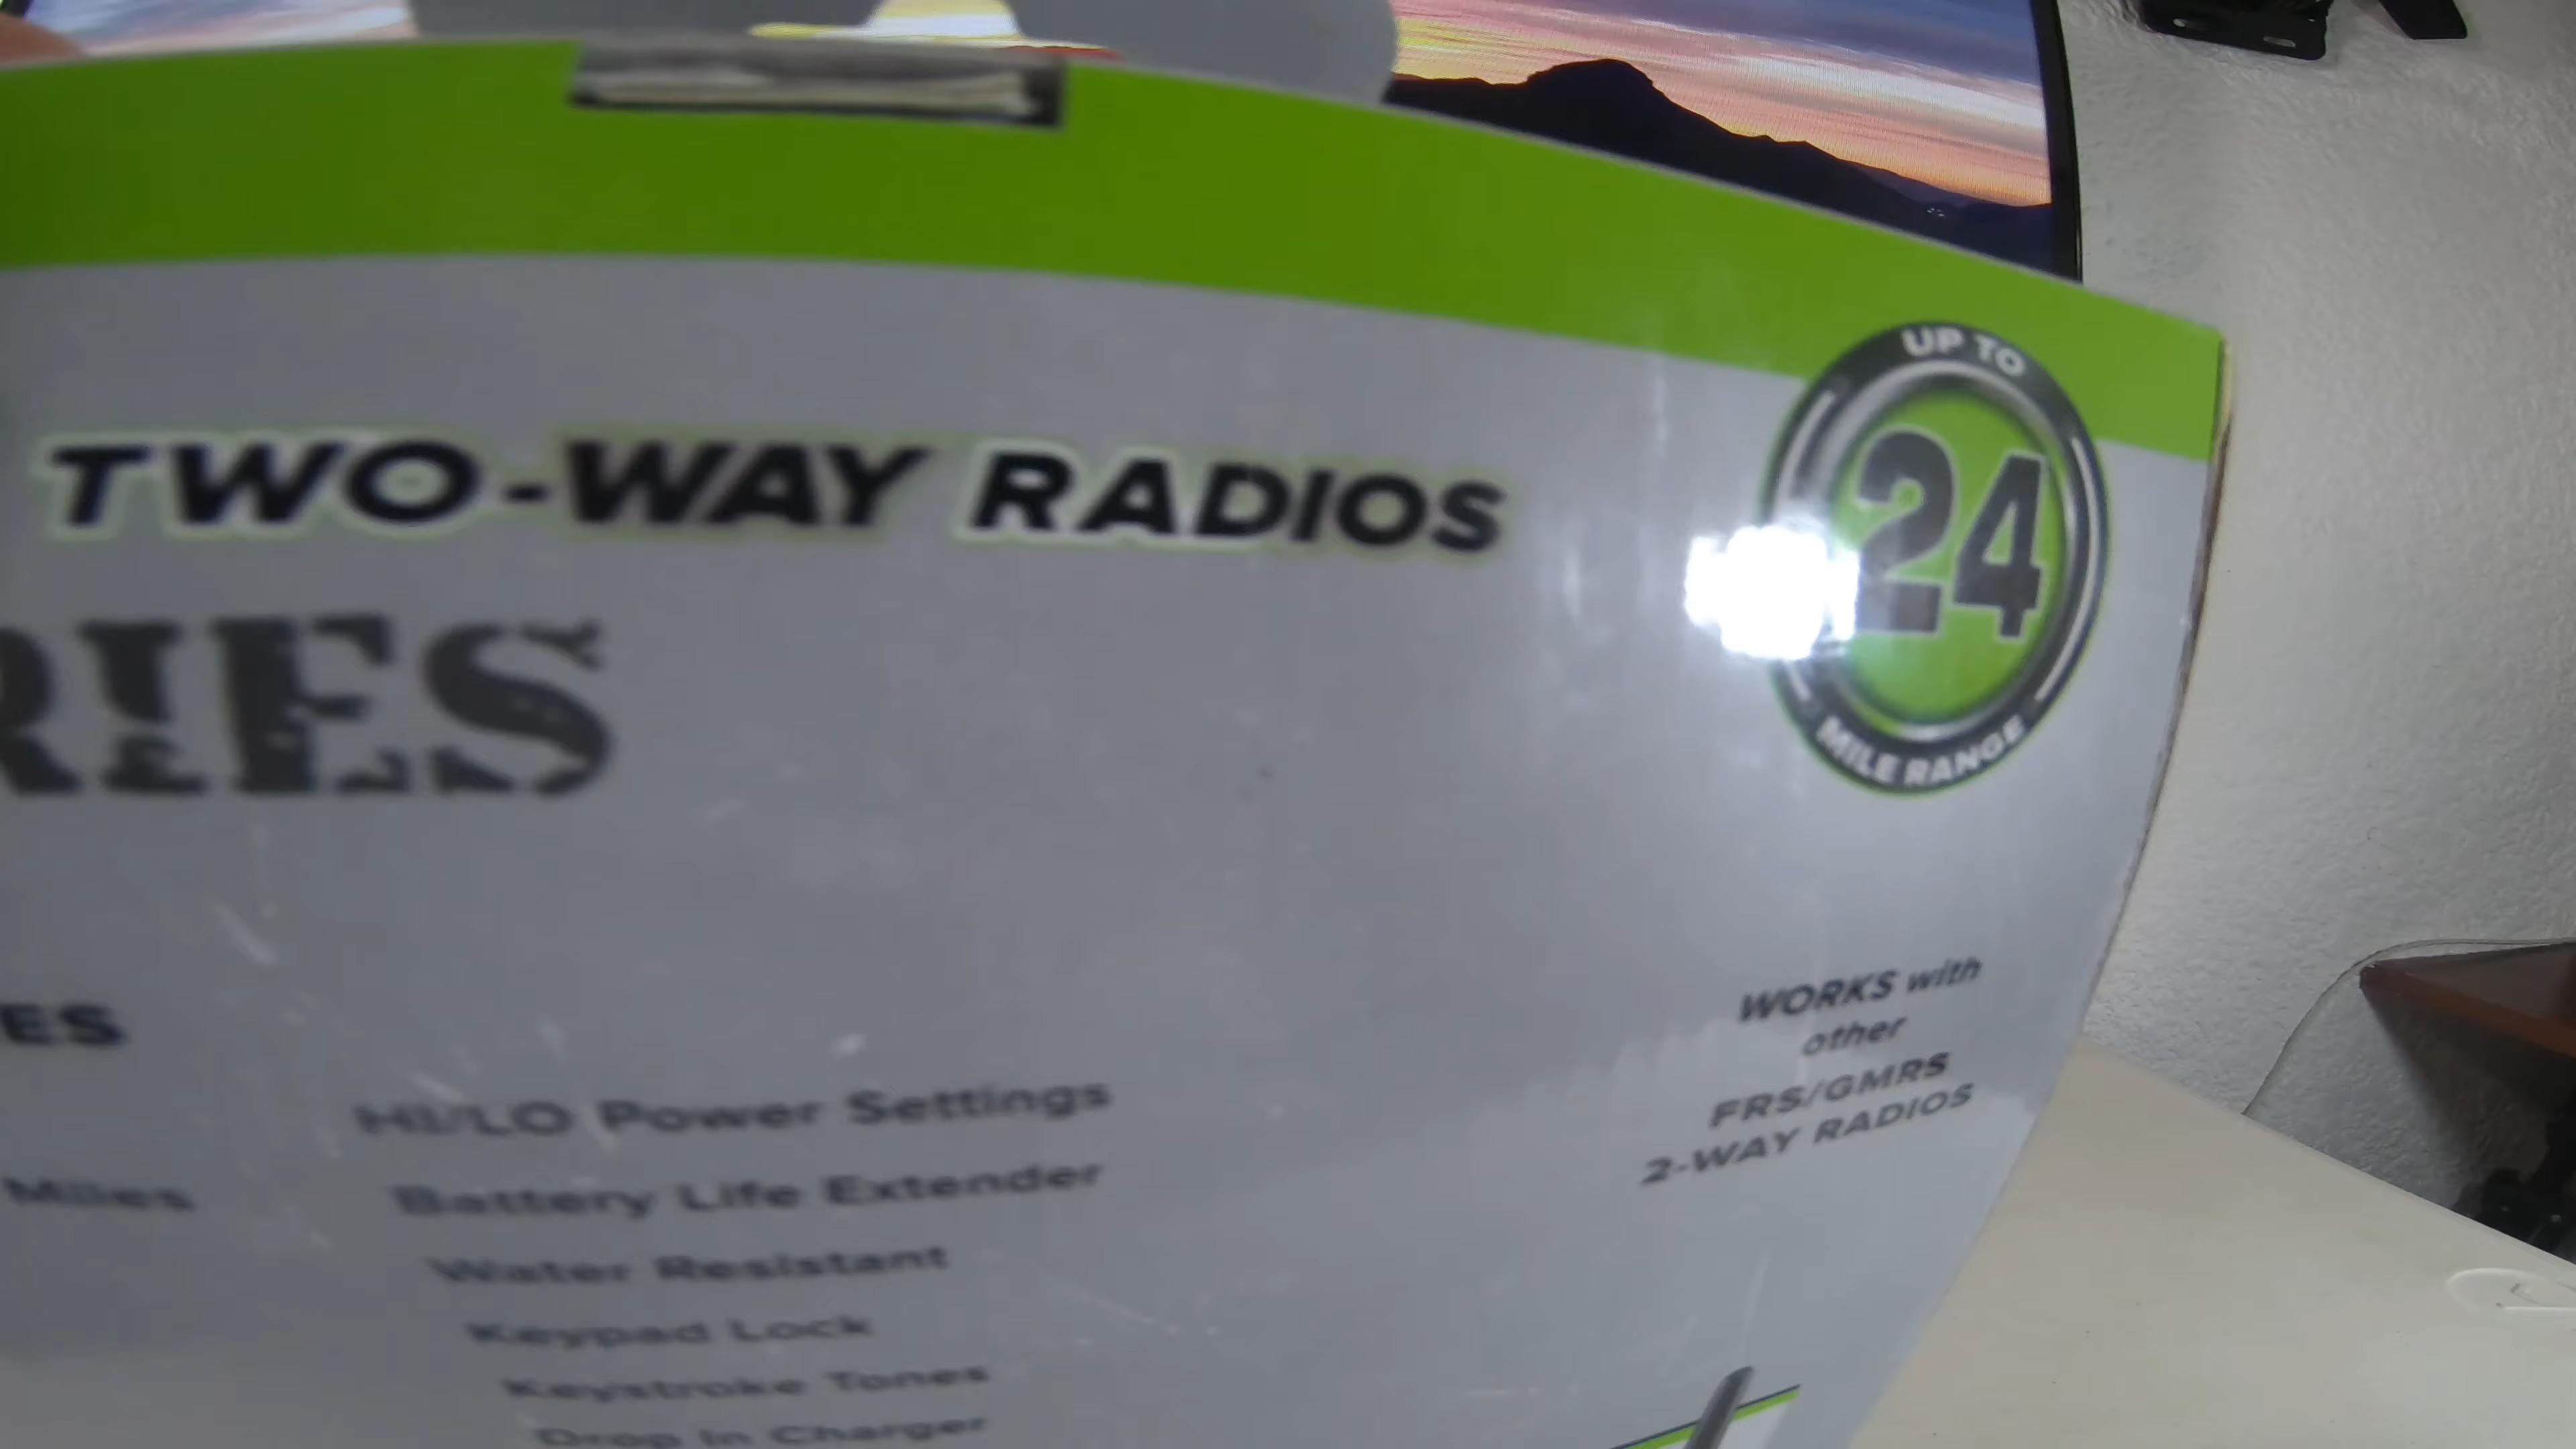 TWO-WAY RADIOS
UP TO
24
MILE RANGE
RIES
ES
Miles
HI/LO Power Settings
Battery Life Extender
Water Resistant
Keypad Lock
Keystroke Tones
Drop In Charger
WORKS with
other
FRS/GMRS
2-WAY RADIOS